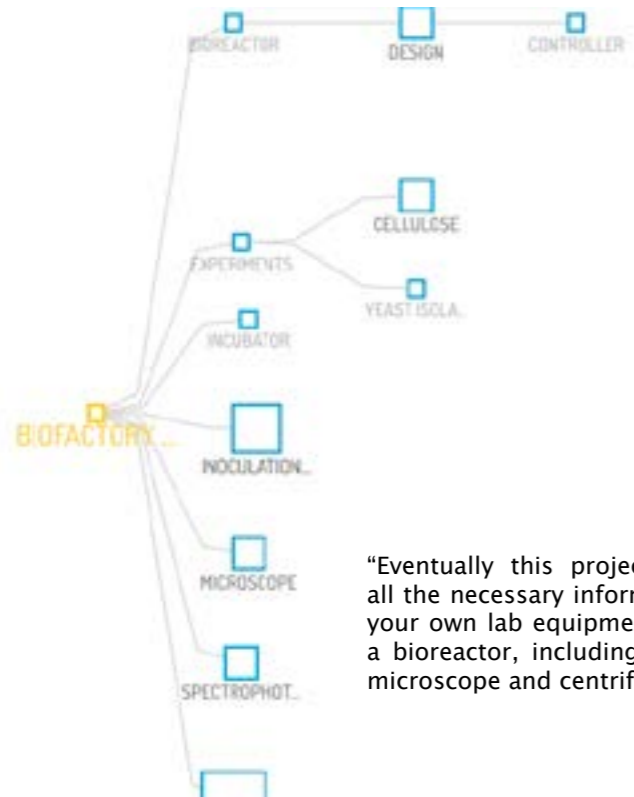 BIOREACTOR
DESIGN
CONTROLLER
CELLULOSE
EXPERIMENTS
YEAST ISOLA..
INCUBATOR
BIOFACTORY ...
INOCULATION...
MICROSCOPE
SPECTROPHOT...
“Eventually this projec
all the necessary inform
your own lab equipme
a bioreactor, including
microscope and centrif